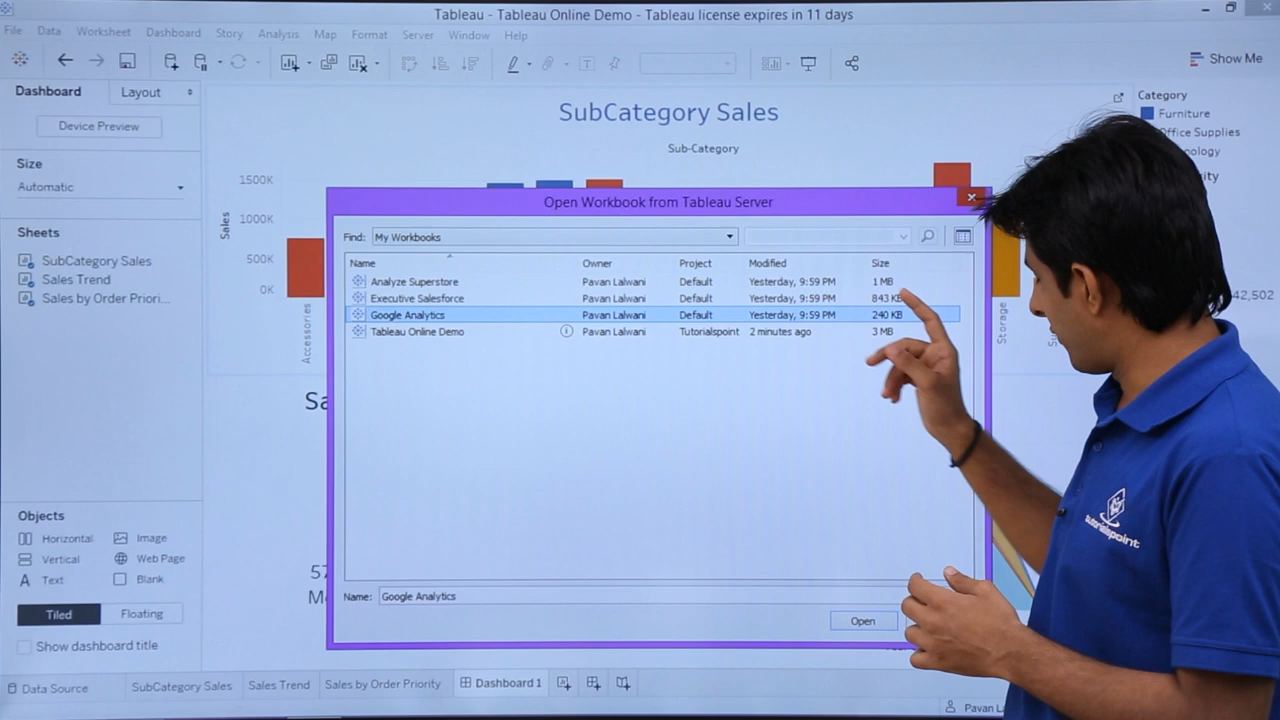 Tableau - Tableau Online Demo - Tableau license expires in 11 days
File Data Worksheet Dashboard Story Analysis Map Format Server Window Help
Show Me
Dashboard Layout
Device Preview
Size
Automatic
Sheets
SubCategory Sales
Sales Trend
Sales by Order Priori...
Objects
Horizontal Image
Vertical Web Page
A Text Blank
Tiled Floating
Show dashboard title
SubCategory Sales
Sub-Category
Sales
1500K
1000K
500K
0K
Accessories
Storage
Category
Furniture
Office Supplies
42,502
Open Workbook from Tableau Server
Find: My Workbooks
Name Owner Project Modified Size
Analyze Superstore Pavan Lalwani Default Yesterday, 9:59 PM 1 MB
Executive Salesforce Pavan Lalwani Default Yesterday, 9:59 PM 843 KB
Google Analytics Pavan Lalwani Default Yesterday, 9:59 PM 240 KB
Tableau Online Demo Pavan Lalwani Tutorialspoint 2 minutes ago 3 MB
Name: Google Analytics
Open
tutorialspoint
Data Source SubCategory Sales Sales Trend Sales by Order Priority Dashboard 1
Pavan